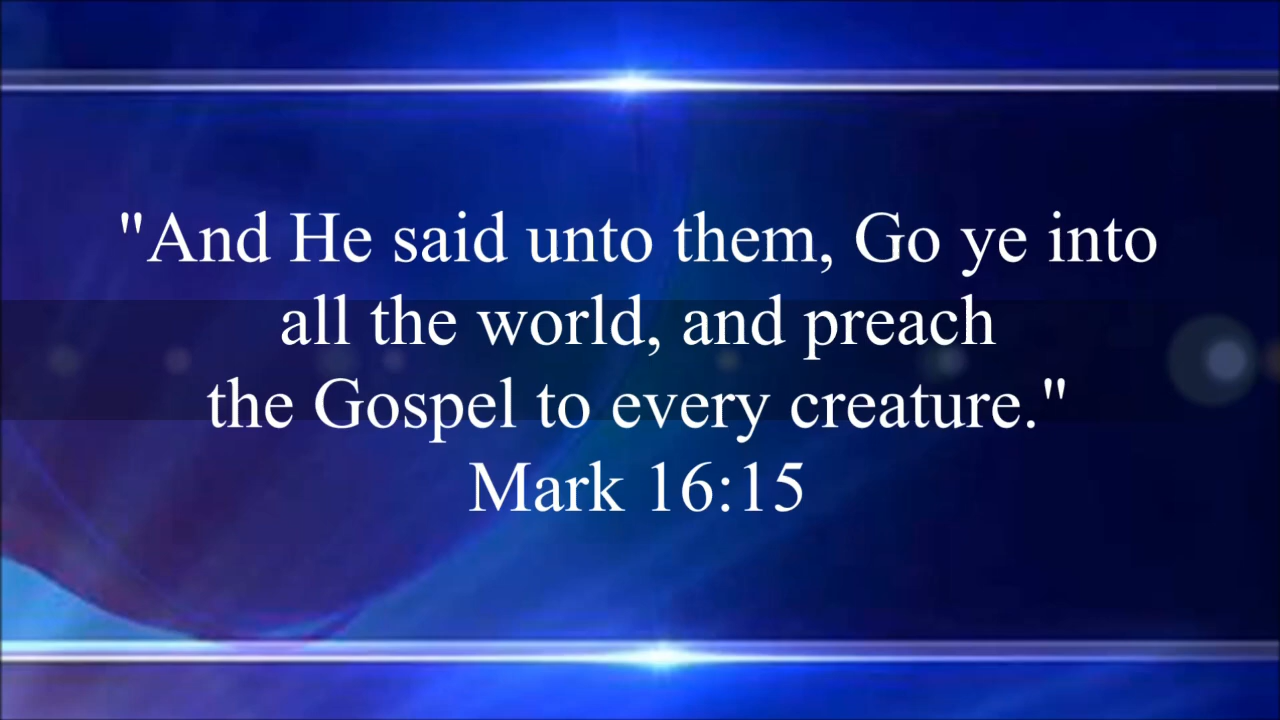 "And He said unto them, Go ye into
all the world, and preach
the Gospel to every creature."
Mark 16:15